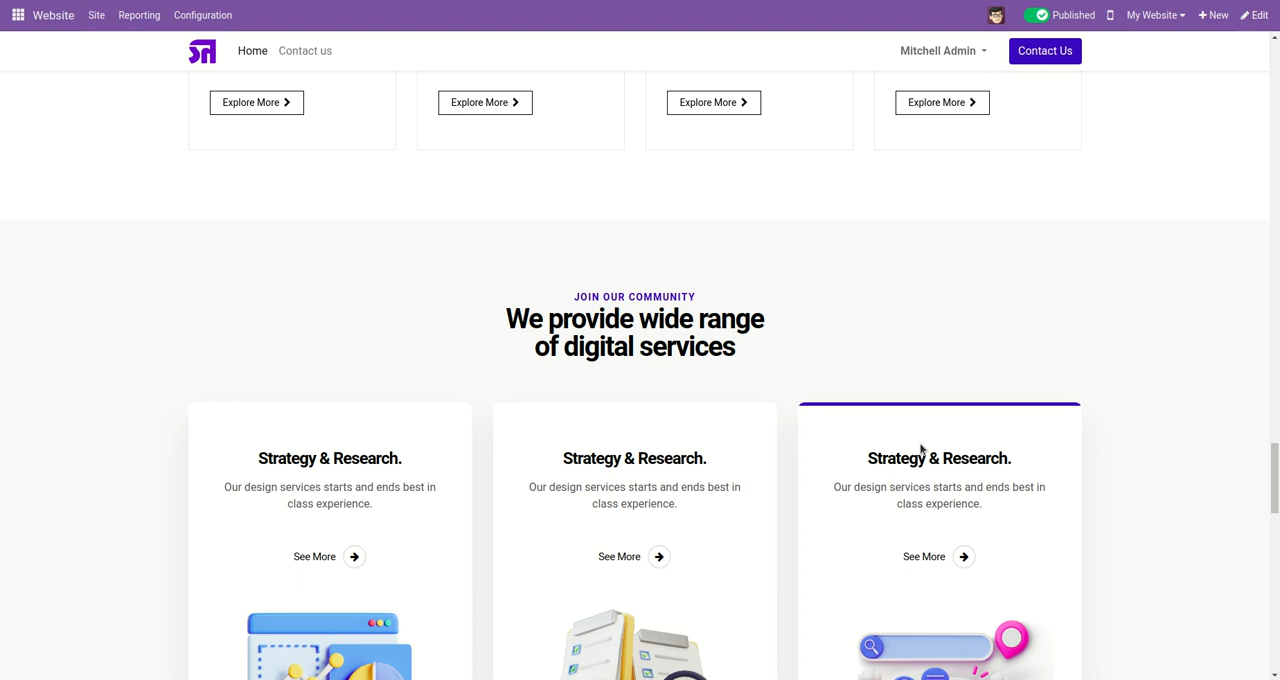 Website Site Reporting Configuration Published My Website New Edit
Home Contact us Mitchell Admin Contact Us
Explore More Explore More Explore More Explore More
JOIN OUR COMMUNITY
We provide wide range
of digital services
Strategy & Research. Strategy & Research. Strategy & Research.
Our design services starts and ends best in Our design services starts and ends best in Our design services starts and ends best in
class experience. class experience. class experience.
See More See More See More